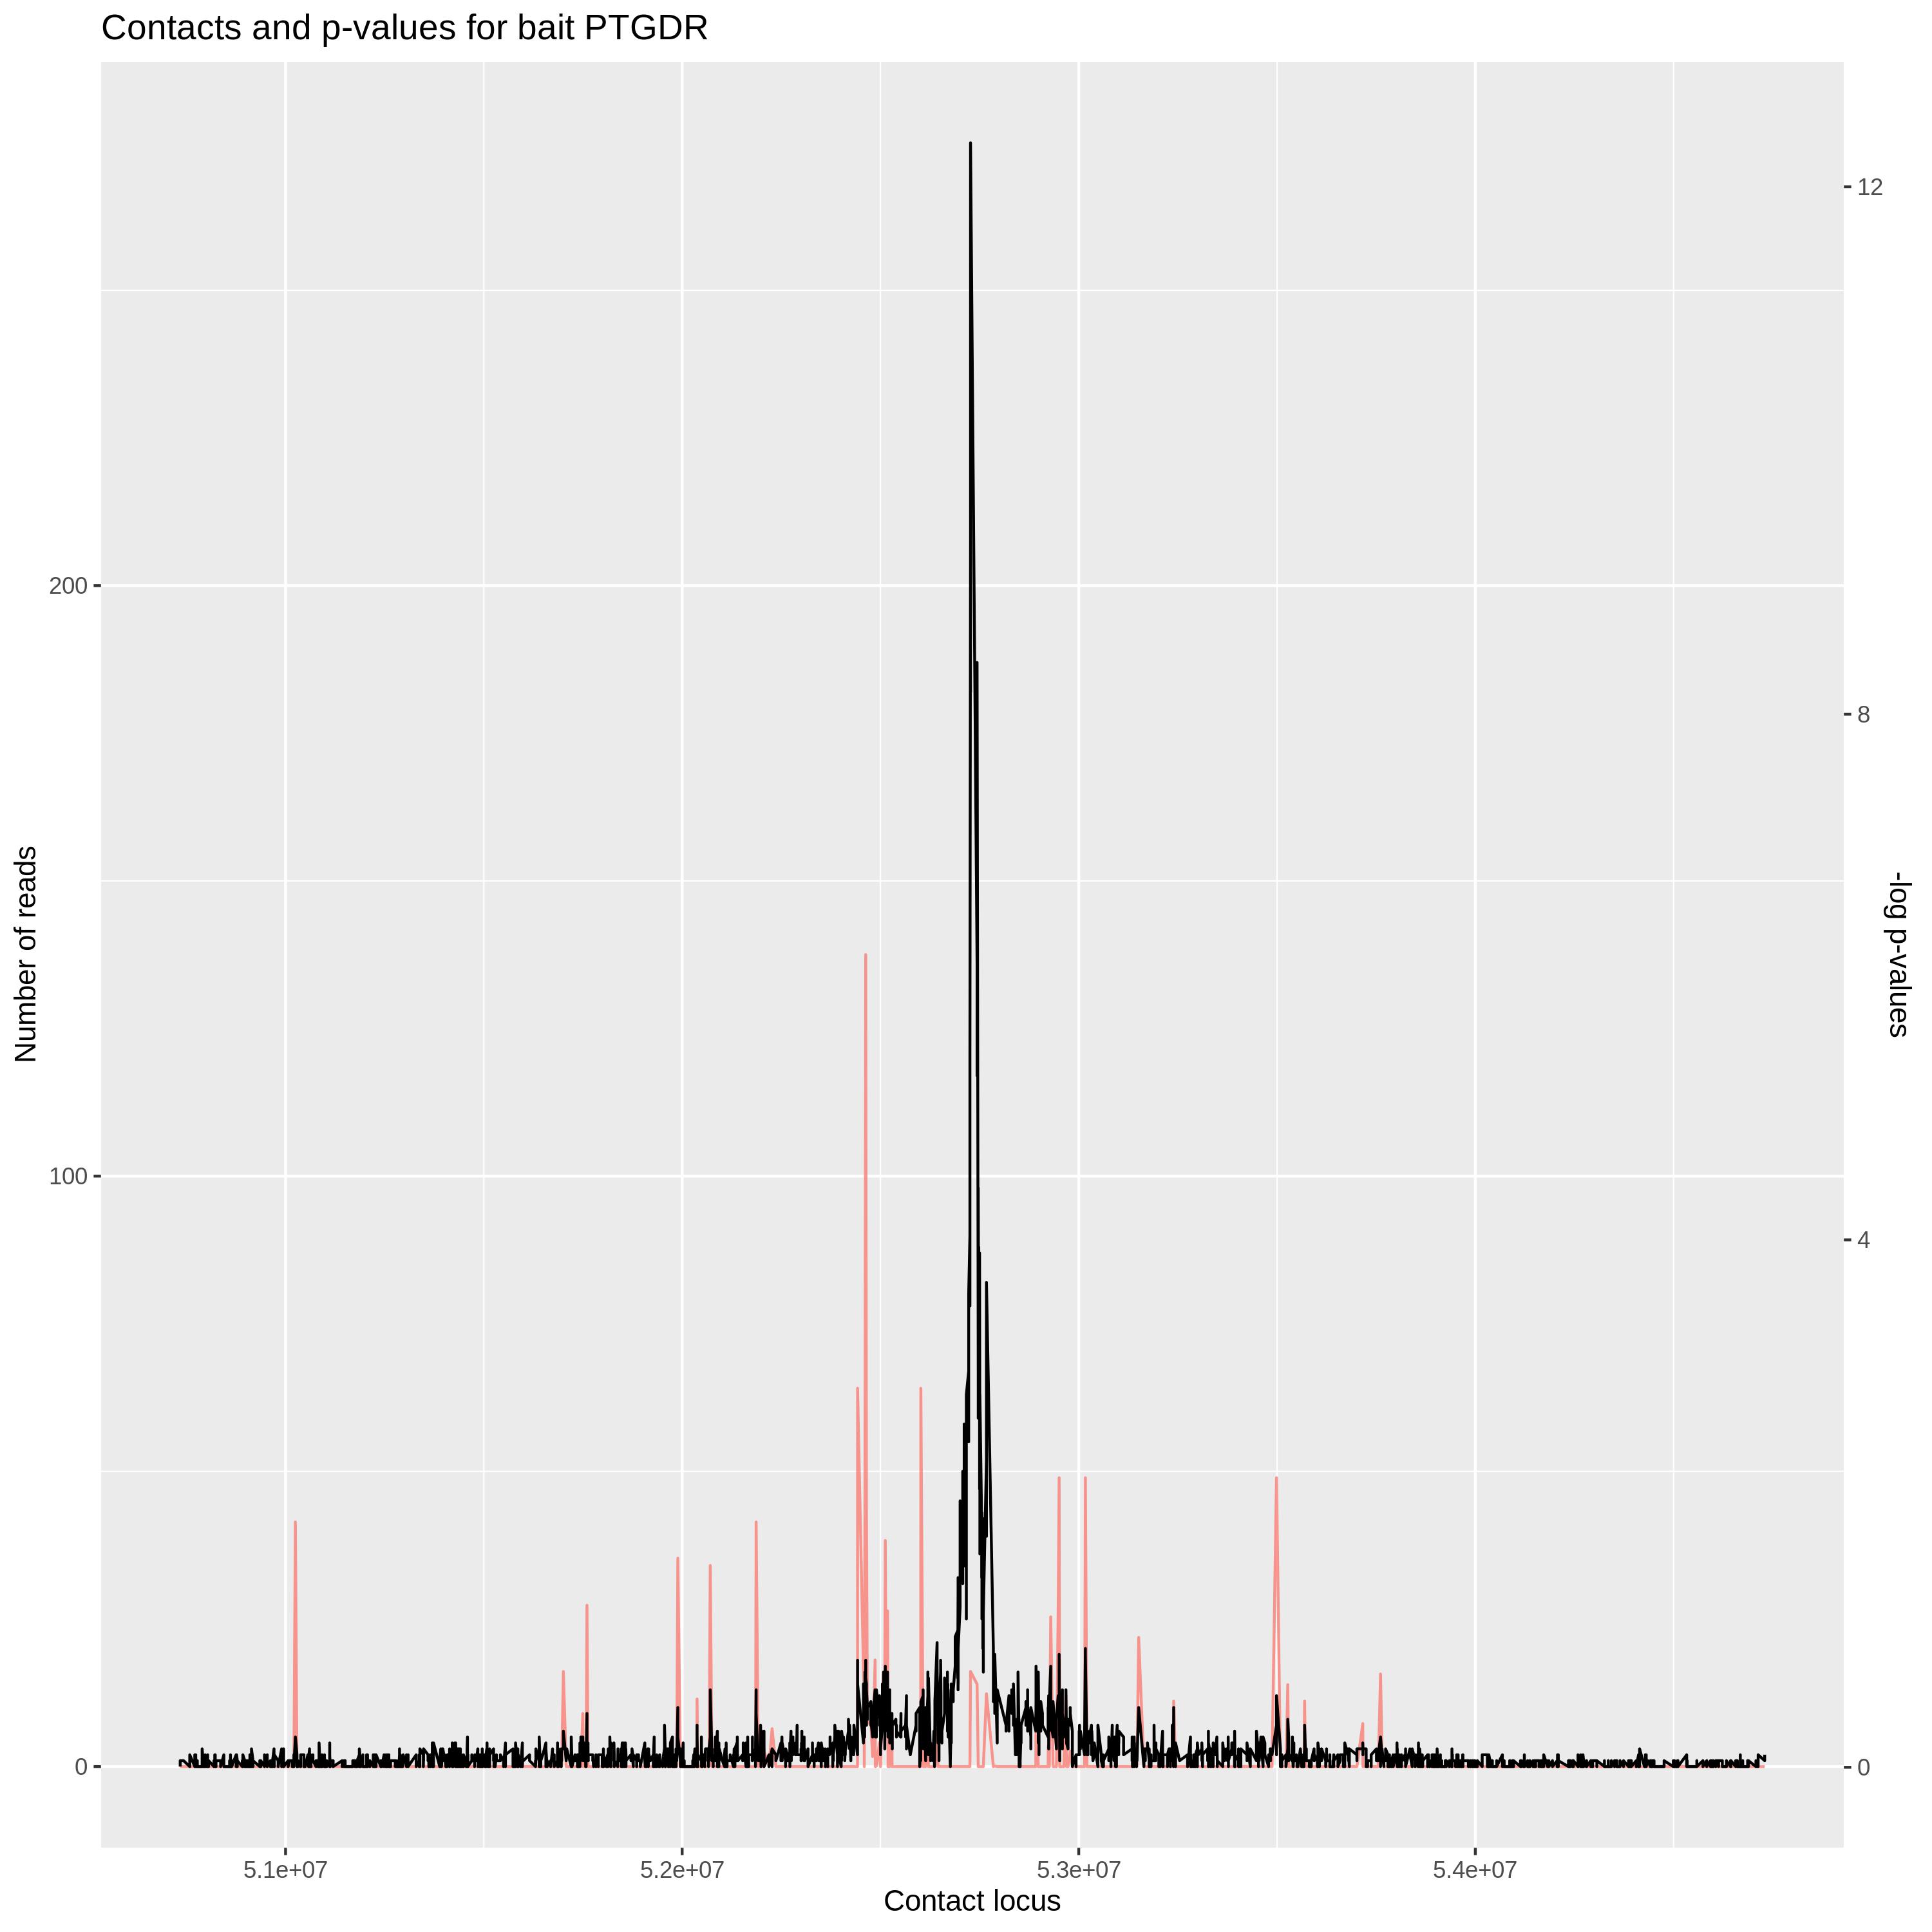 Contacts and p-values for bait PTGDR
12
200
8
Number of reads
-log p-values
100
4
0
0
5.1e+07
5.2e+07
5.3e+07
5.4e+07
Contact locus